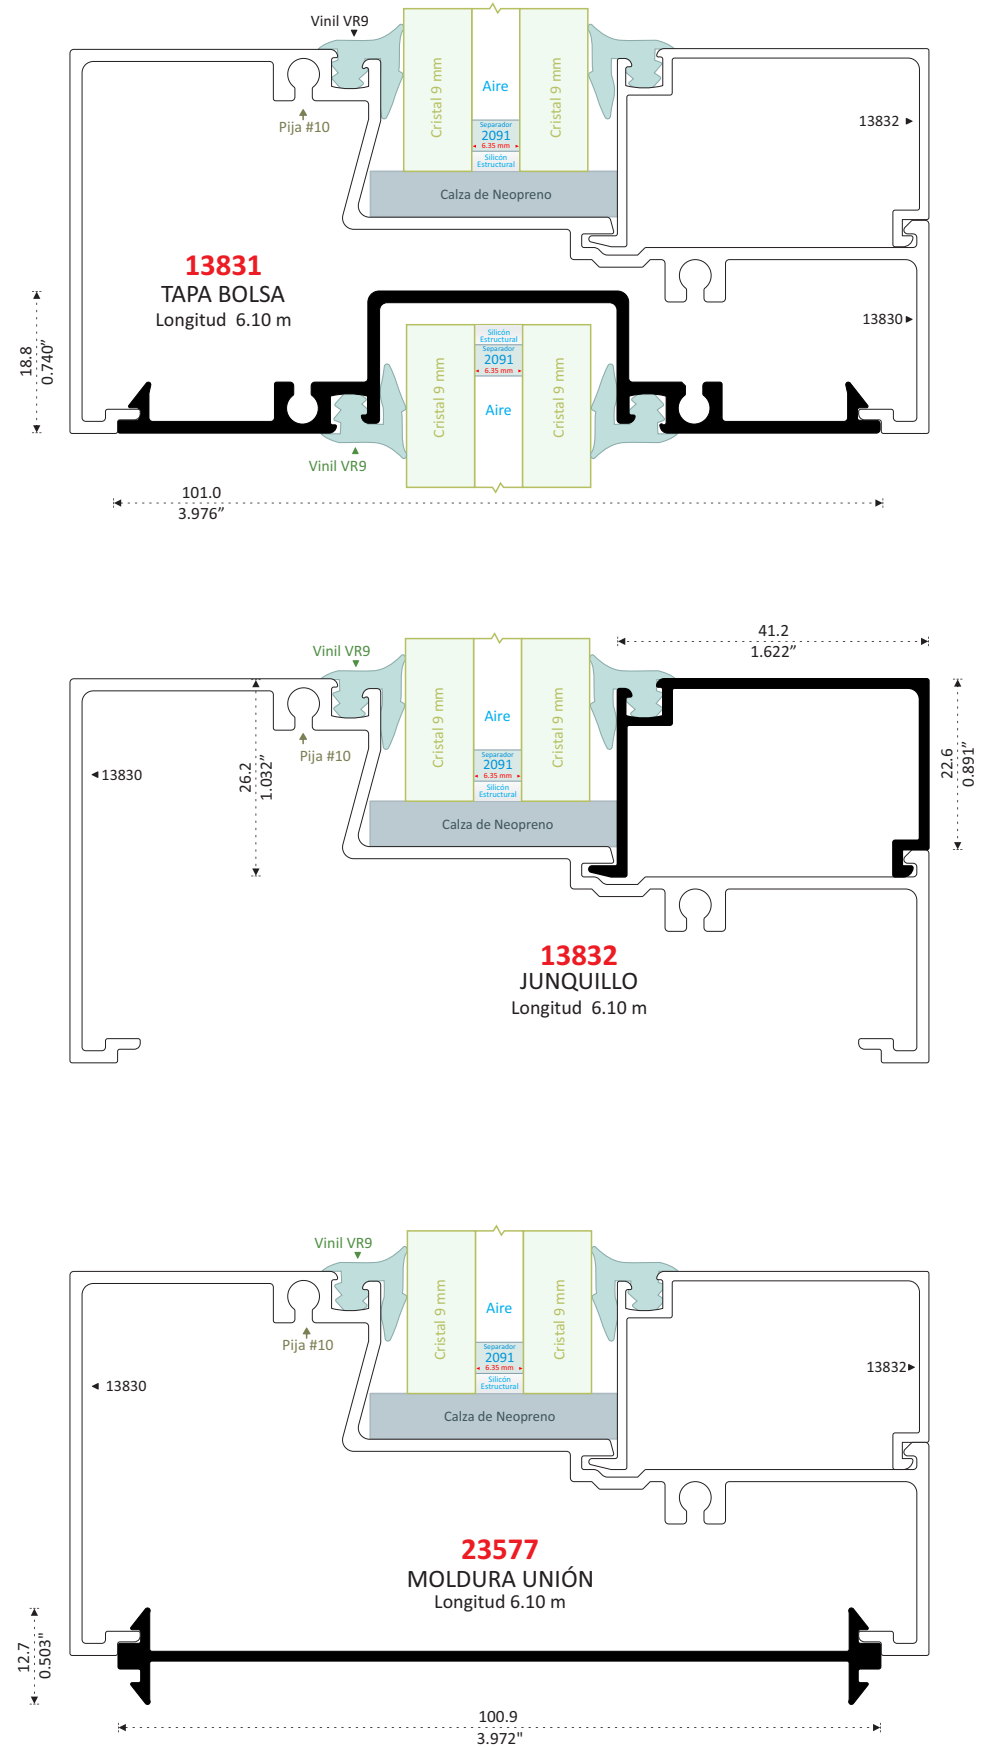 Vinil VR9
Cristal 9 mm
Aire
Cristal 9 mm
Separador
2091
6.35 mm
Silicón
Estructural
Pija #10
13832
Calza de Neopreno
13831
TAPA BOLSA
Longitud 6.10 m
13830
18.8
0.740”
Silicón
Estructural
Separador
2091
6.35 mm
Cristal 9 mm
Aire
Cristal 9 mm
Vinil VR9
101.0
3.976”
41.2
1.622”
Vinil VR9
Cristal 9 mm
Aire
Cristal 9 mm
Separador
2091
6.35 mm
Silicón
Estructural
Pija #10
13830
26.2
1.032”
22.6
0.891”
Calza de Neopreno
13832
JUNQUILLO
Longitud 6.10 m
Vinil VR9
Cristal 9 mm
Aire
Cristal 9 mm
Separador
2091
6.35 mm
Silicón
Estructural
Pija #10
13832
13830
Calza de Neopreno
23577
MOLDURA UNIÓN
Longitud 6.10 m
12.7
0.503"
100.9
3.972"